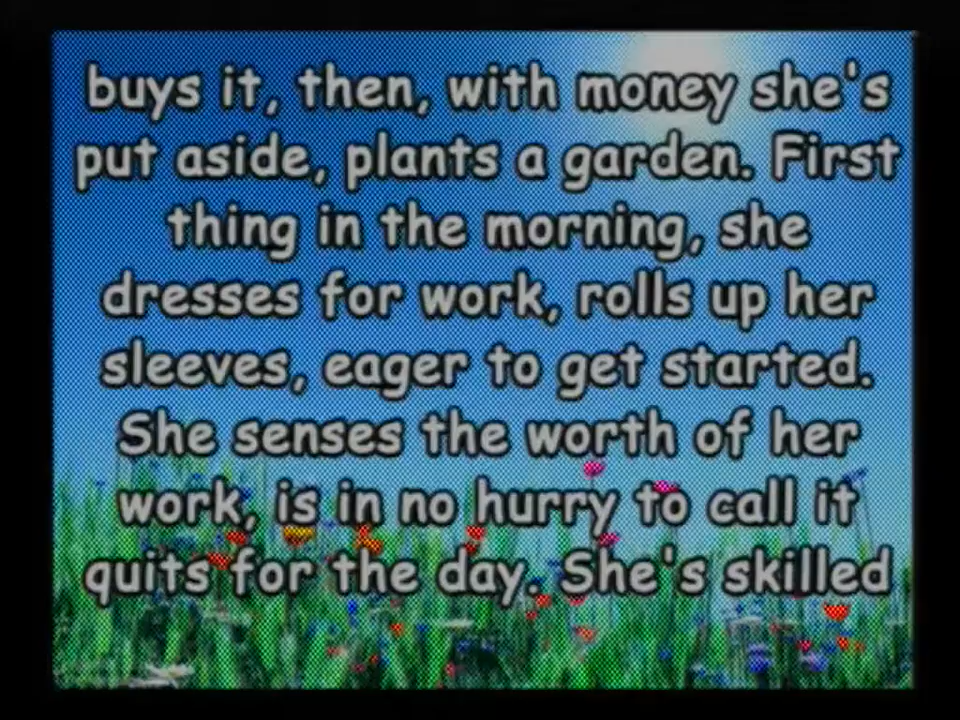 buys it, then, with money she's
put aside, plants a garden. First
thing in the morning, she
dresses for work, rolls up her
sleeves, eager to get started.
She senses the worth of her
work, is in no hurry to call it
quits for the day. She's skilled